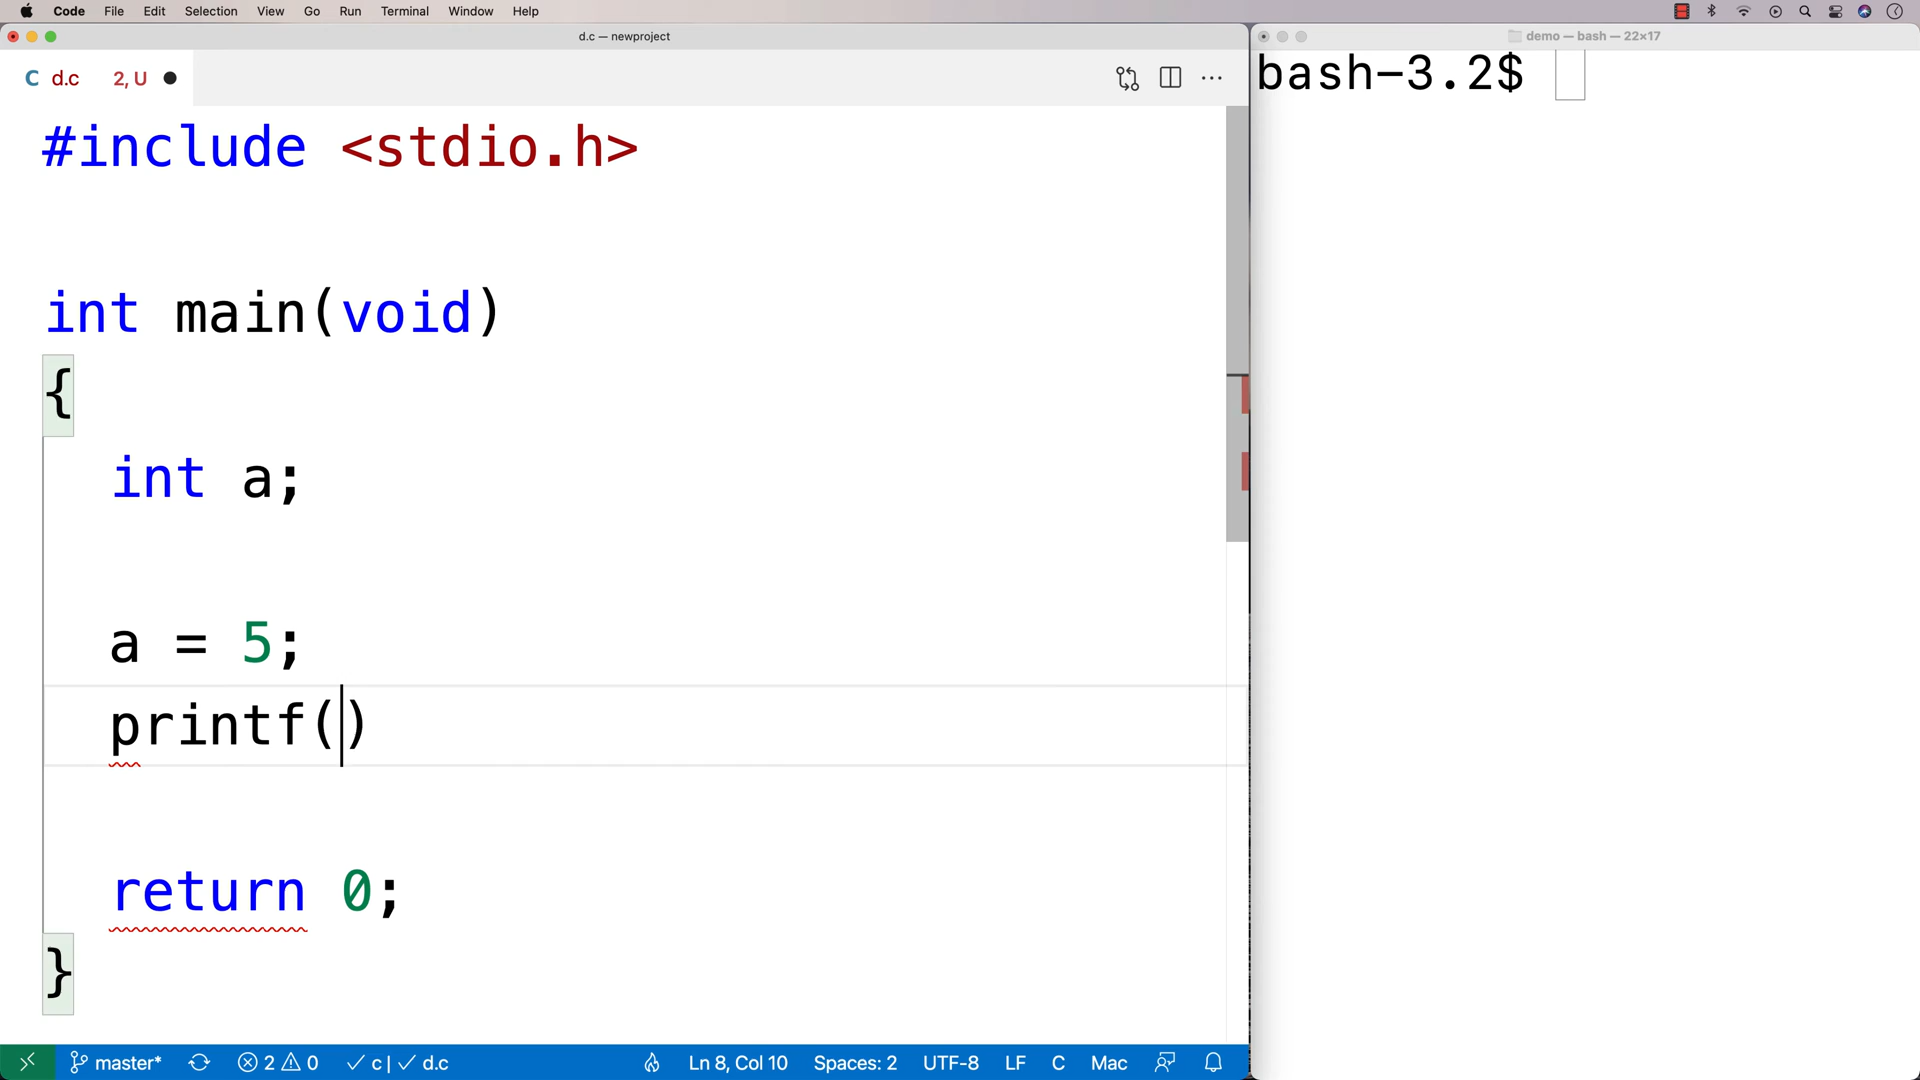 Code File Edit Selection View Go Run Terminal Window Help
d.c — newproject
C d.c 2, U
#include <stdio.h>
int main(void)
{
int a;
a = 5;
printf()
return 0;
}
master* 2 0 c | d.c Ln 8, Col 10 Spaces: 2 UTF-8 LF C Mac
demo — bash — 22×17
bash-3.2$